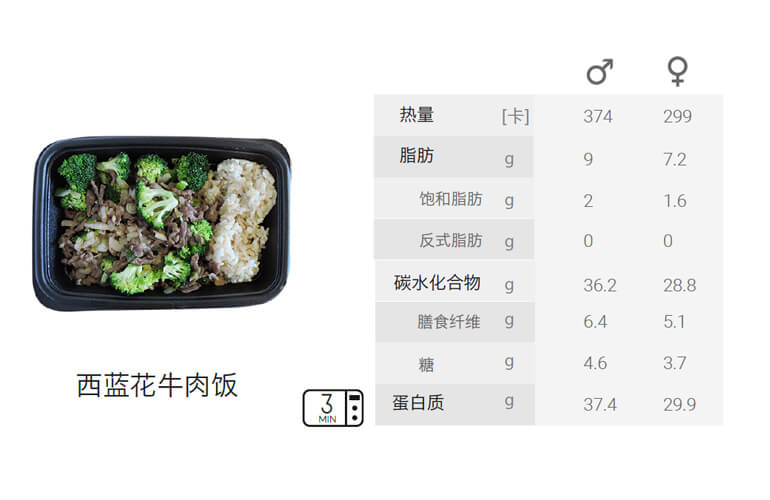 ♂ ♀
热量 [卡] 374 299
脂肪 g 9 7.2
饱和脂肪 g 2 1.6
反式脂肪 g 0 0
碳水化合物 g 36.2 28.8
膳食纤维 g 6.4 5.1
糖 g 4.6 3.7
蛋白质 g 37.4 29.9
西蓝花牛肉饭
3
MIN